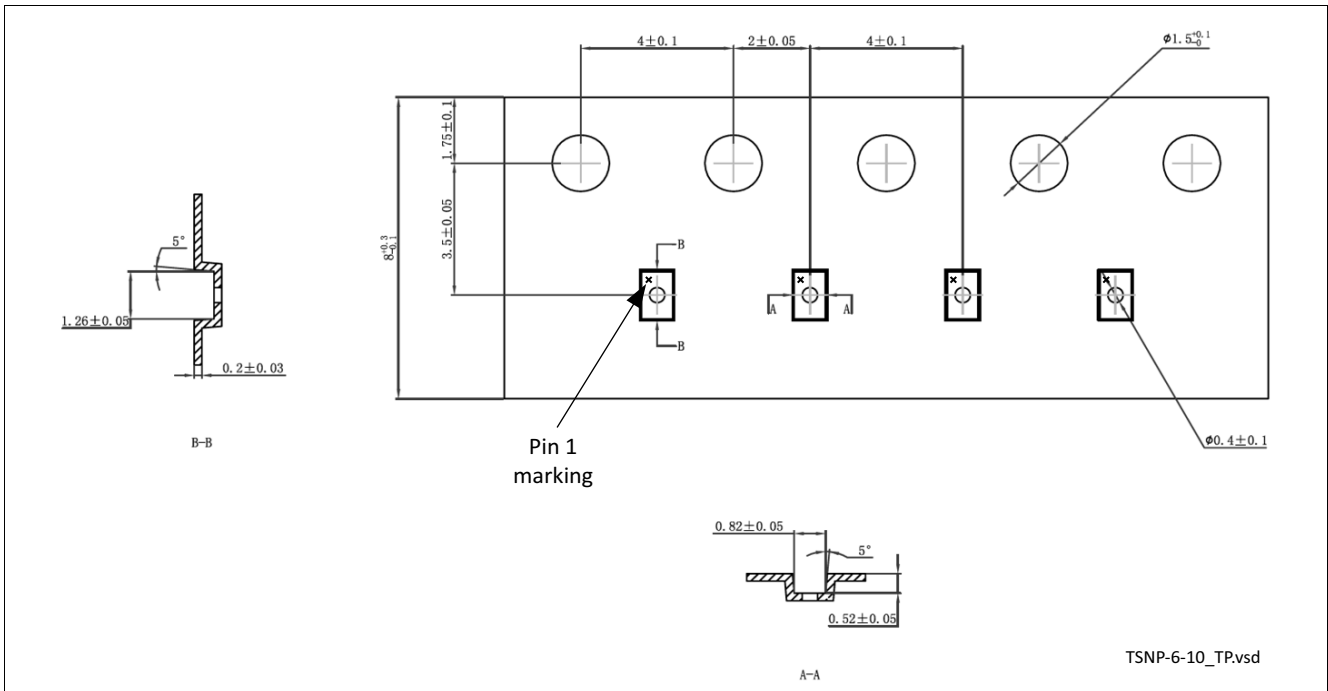 4±0.1
2±0.05
4±0.1
ø1.5+0.1 -0
1.75±0.1
8+0.3 -0.1
3.5±0.05
5°
B
1.26±0.05
A
A
0.2±0.03
B
B-B
Pin 1
marking
ø0.4±0.1
0.82±0.05
5°
0.52±0.05
TSNP-6-10_TP.vsd
A-A